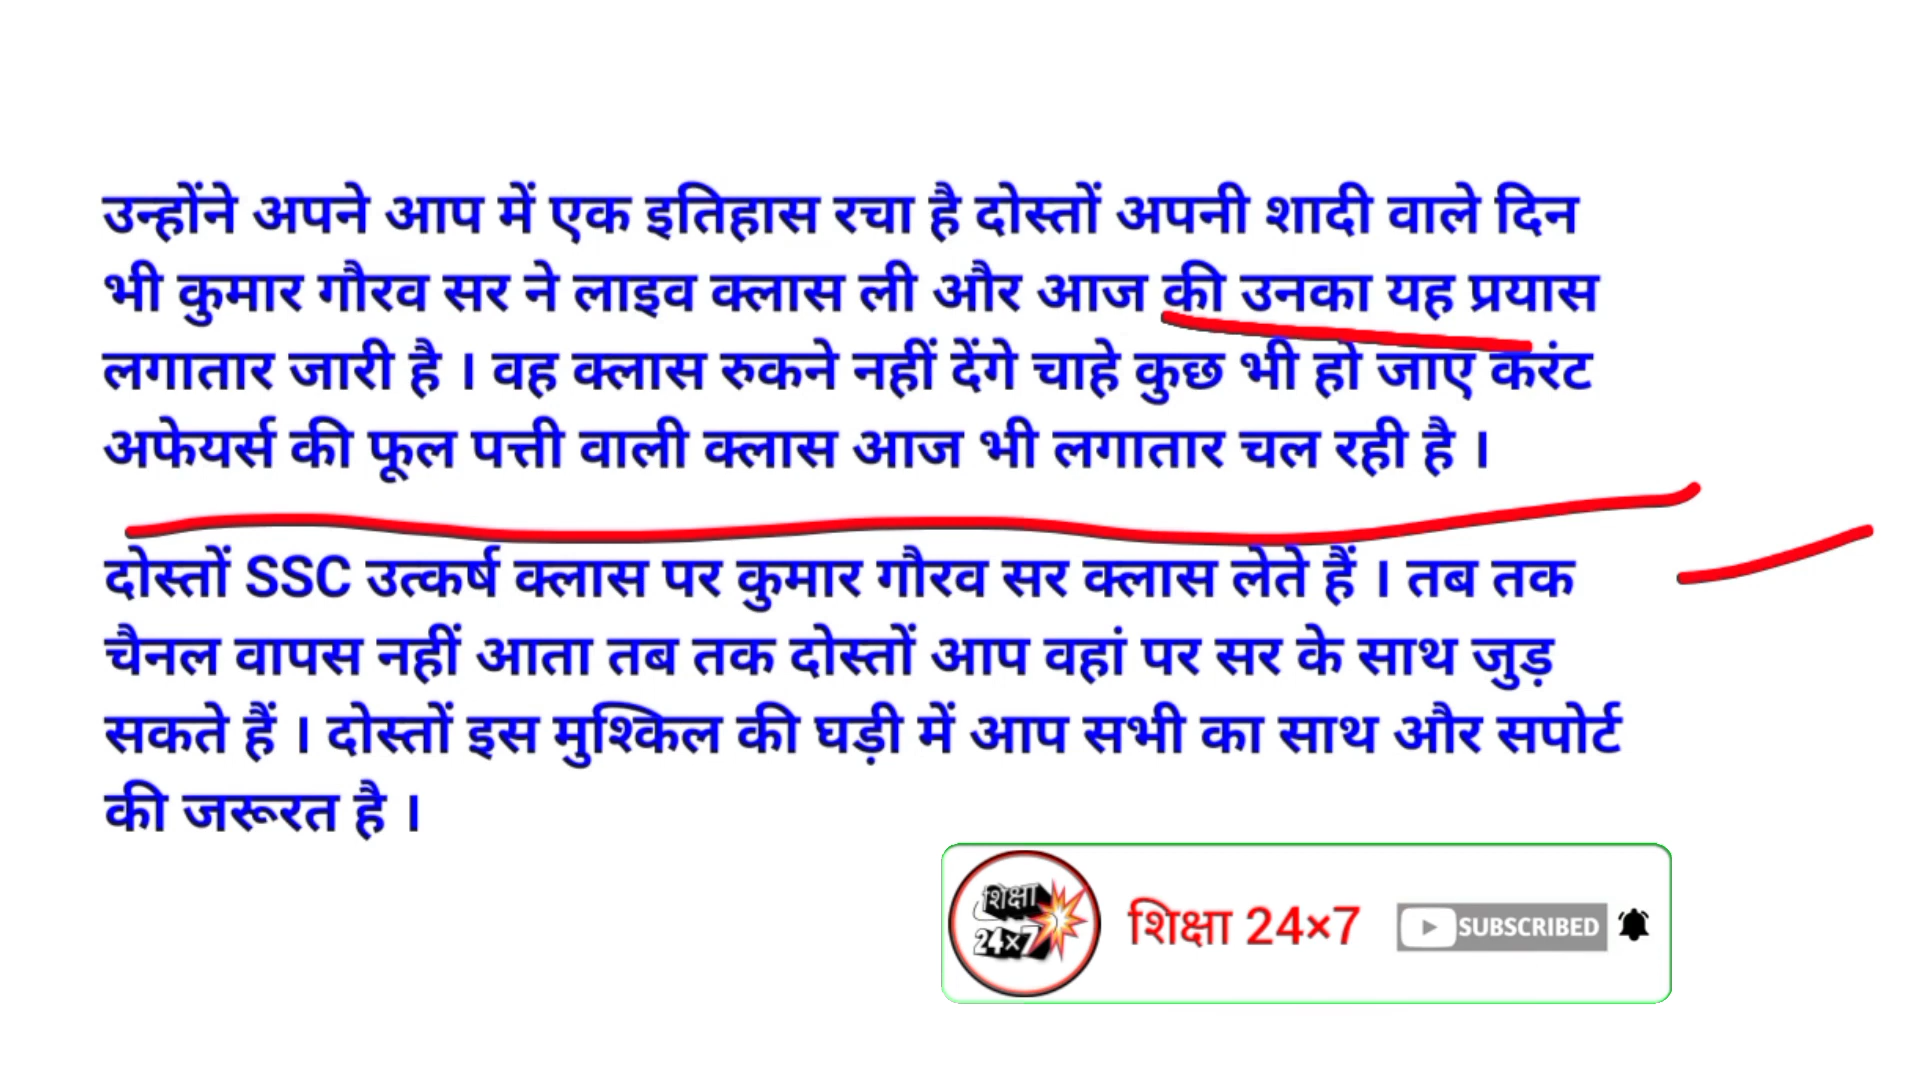 उन्होंने अपने आप में एक इतिहास रचा है दोस्तों अपनी शादी वाले दिन
भी कुमार गौरव सर ने लाइव क्लास ली और आज की उनका यह प्रयास
लगातार जारी है । वह क्लास रुकने नहीं देंगे चाहे कुछ भी हो जाए करंट
अफेयर्स की फूल पत्ती वाली क्लास आज भी लगातार चल रही है ।
दोस्तों SSC उत्कर्ष क्लास पर कुमार गौरव सर क्लास लेते हैं । तब तक
चैनल वापस नहीं आता तब तक दोस्तों आप वहां पर सर के साथ जुड़
सकते हैं । दोस्तों इस मुश्किल की घड़ी में आप सभी का साथ और सपोर्ट
की जरूरत है ।
शिक्षा
24×7
शिक्षा 24×7
SUBSCRIBED